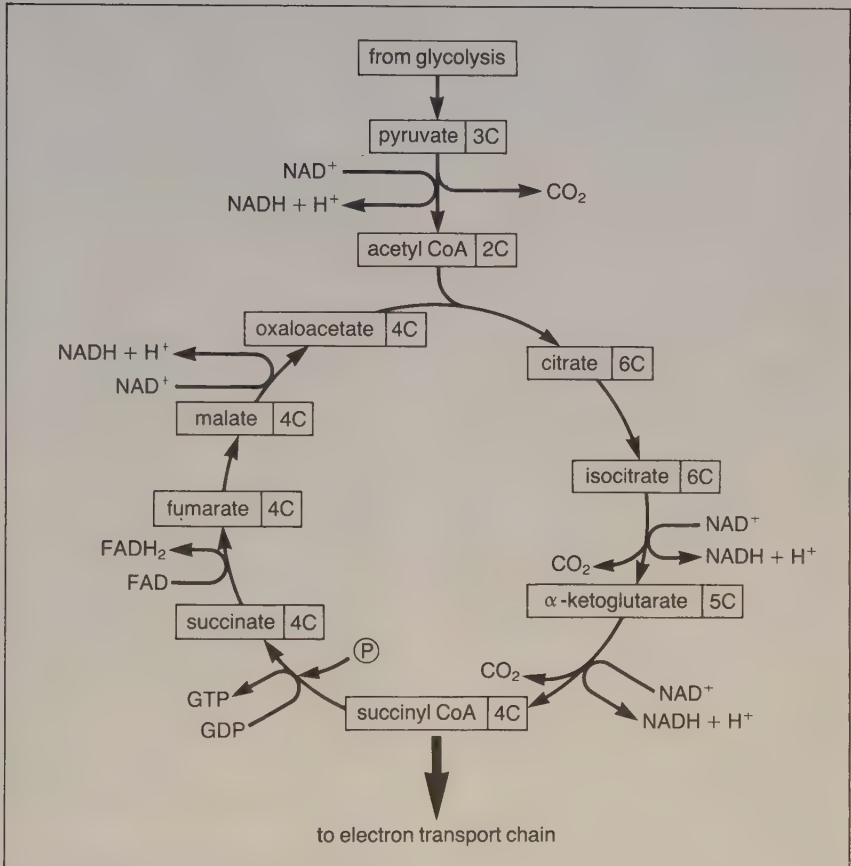 from glycolysis
pyruvate 3C
NAD⁺
NADH + H⁺
CO₂
acetyl CoA 2C
oxaloacetate 4C
citrate 6C
NADH + H⁺
NAD⁺
malate 4C
isocitrate 6C
fumarate 4C
NAD⁺
NADH + H⁺
CO₂
FADH₂
FAD
α-ketoglutarate 5C
succinate 4C
P
CO₂
NAD⁺
NADH + H⁺
GTP
GDP
succinyl CoA 4C
to electron transport chain